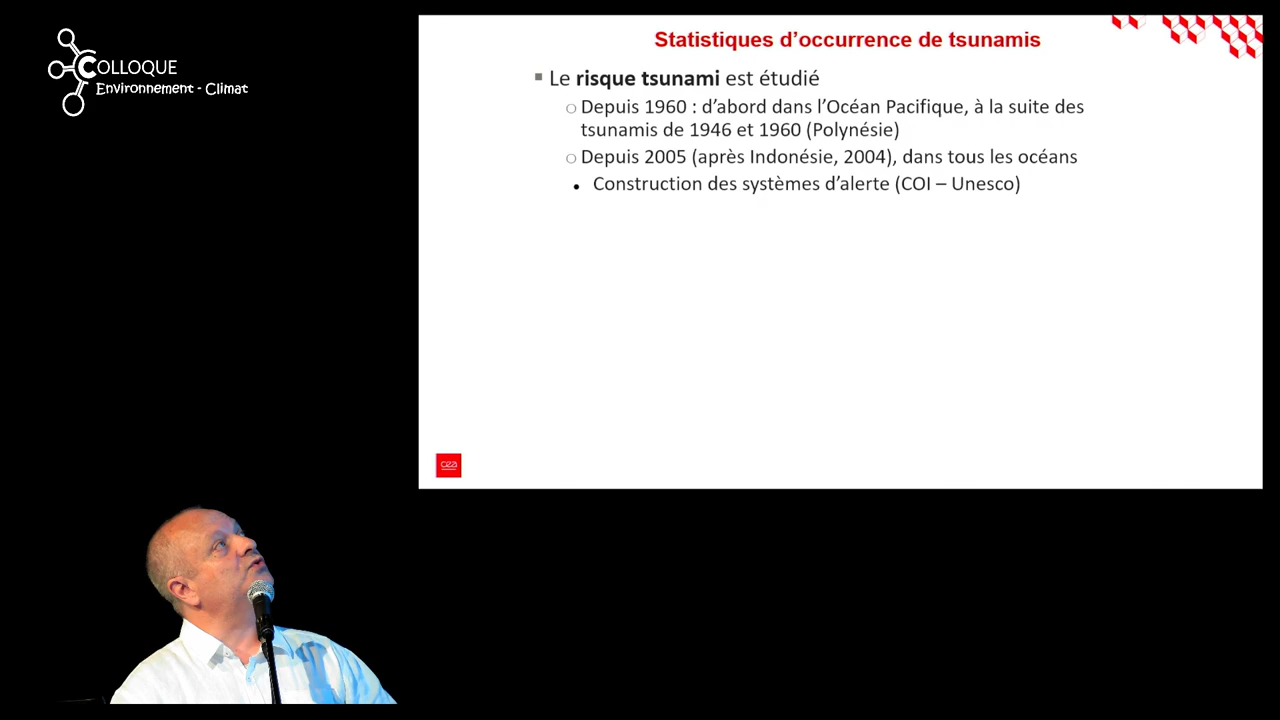 COLLOQUE
Environnement - Climat
Statistiques d’occurrence de tsunamis
Le risque tsunami est étudié
Depuis 1960 : d’abord dans l’Océan Pacifique, à la suite des
tsunamis de 1946 et 1960 (Polynésie)
Depuis 2005 (après Indonésie, 2004), dans tous les océans
Construction des systèmes d’alerte (COI – Unesco)
cea